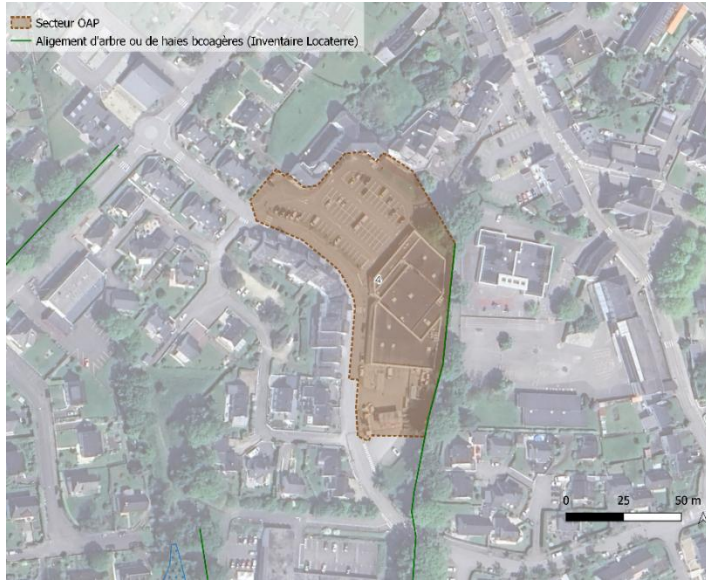 Secteur OAP
Aligement d'arbre ou de haies bcoagères (Inventaire Locaterre)
0 25 50 m